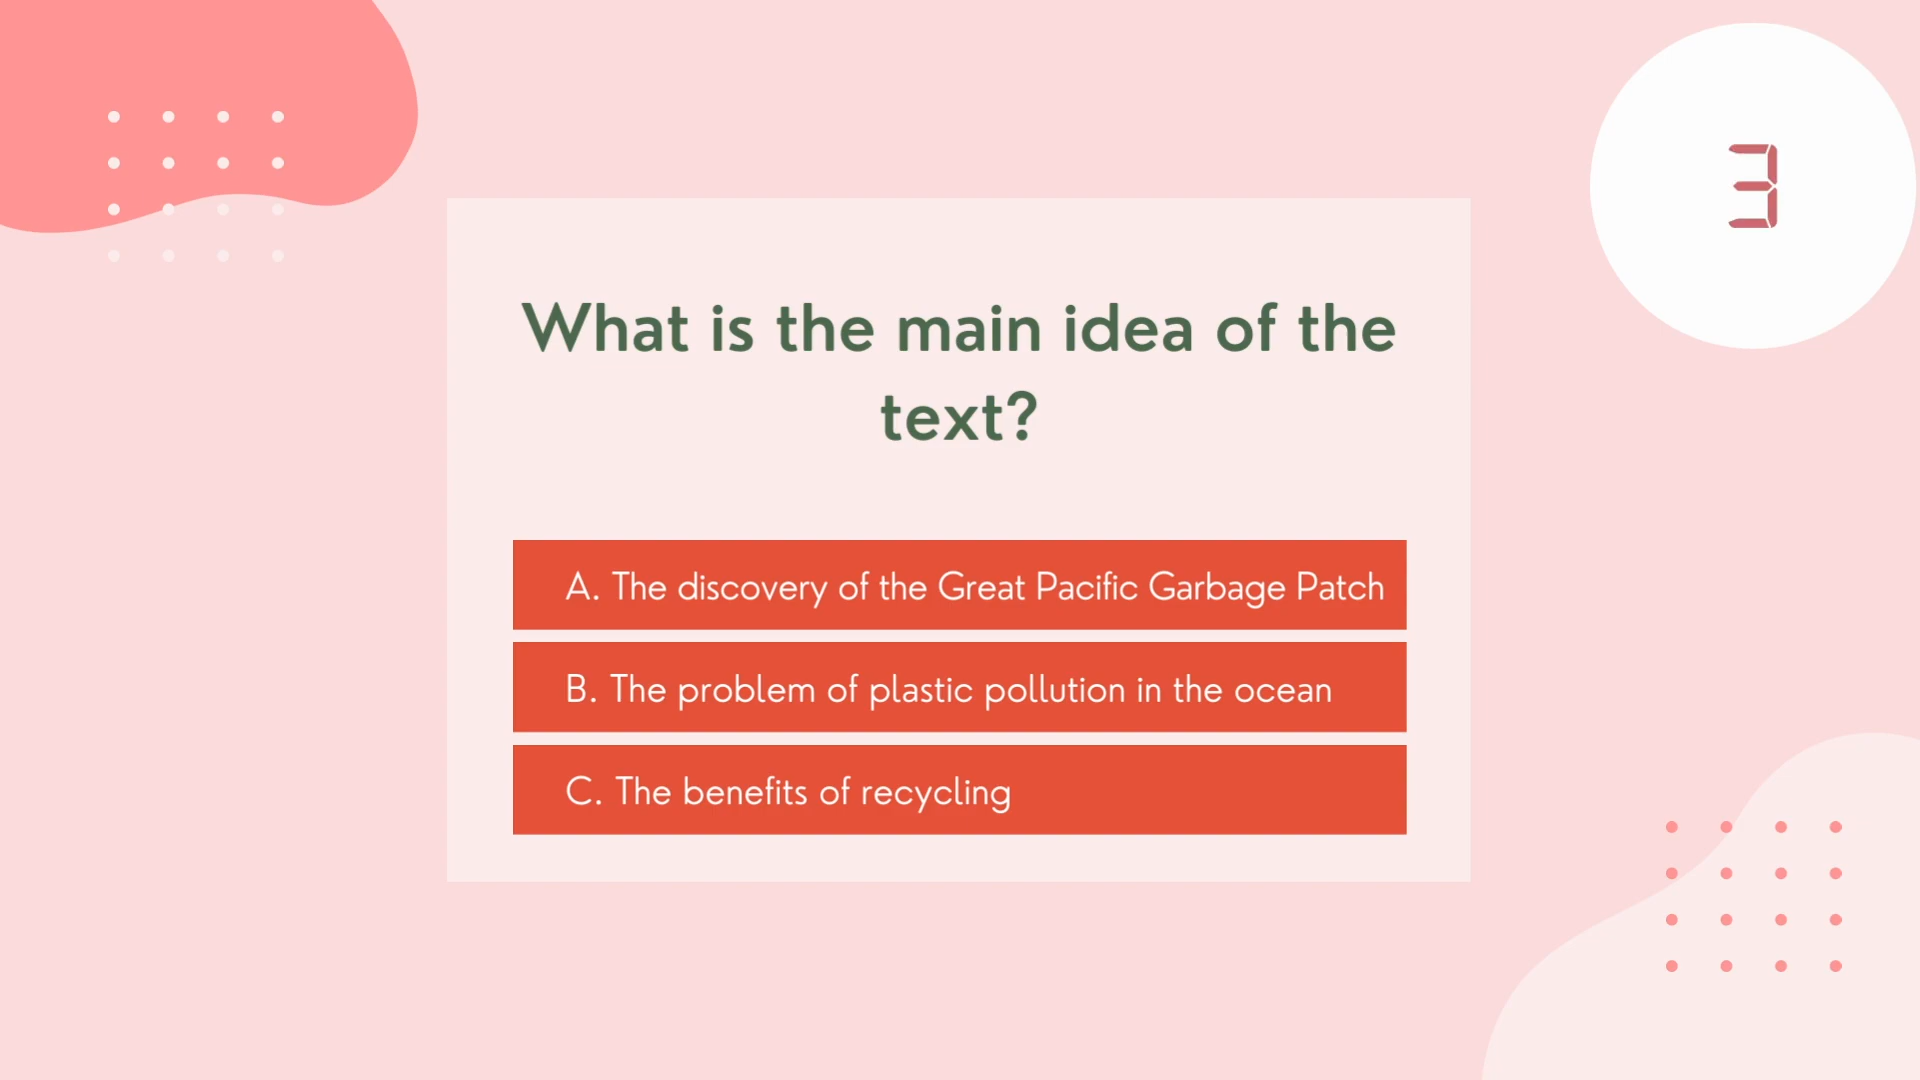 3
What is the main idea of the
text?
A. The discovery of the Great Pacific Garbage Patch
B. The problem of plastic pollution in the ocean
C. The benefits of recycling